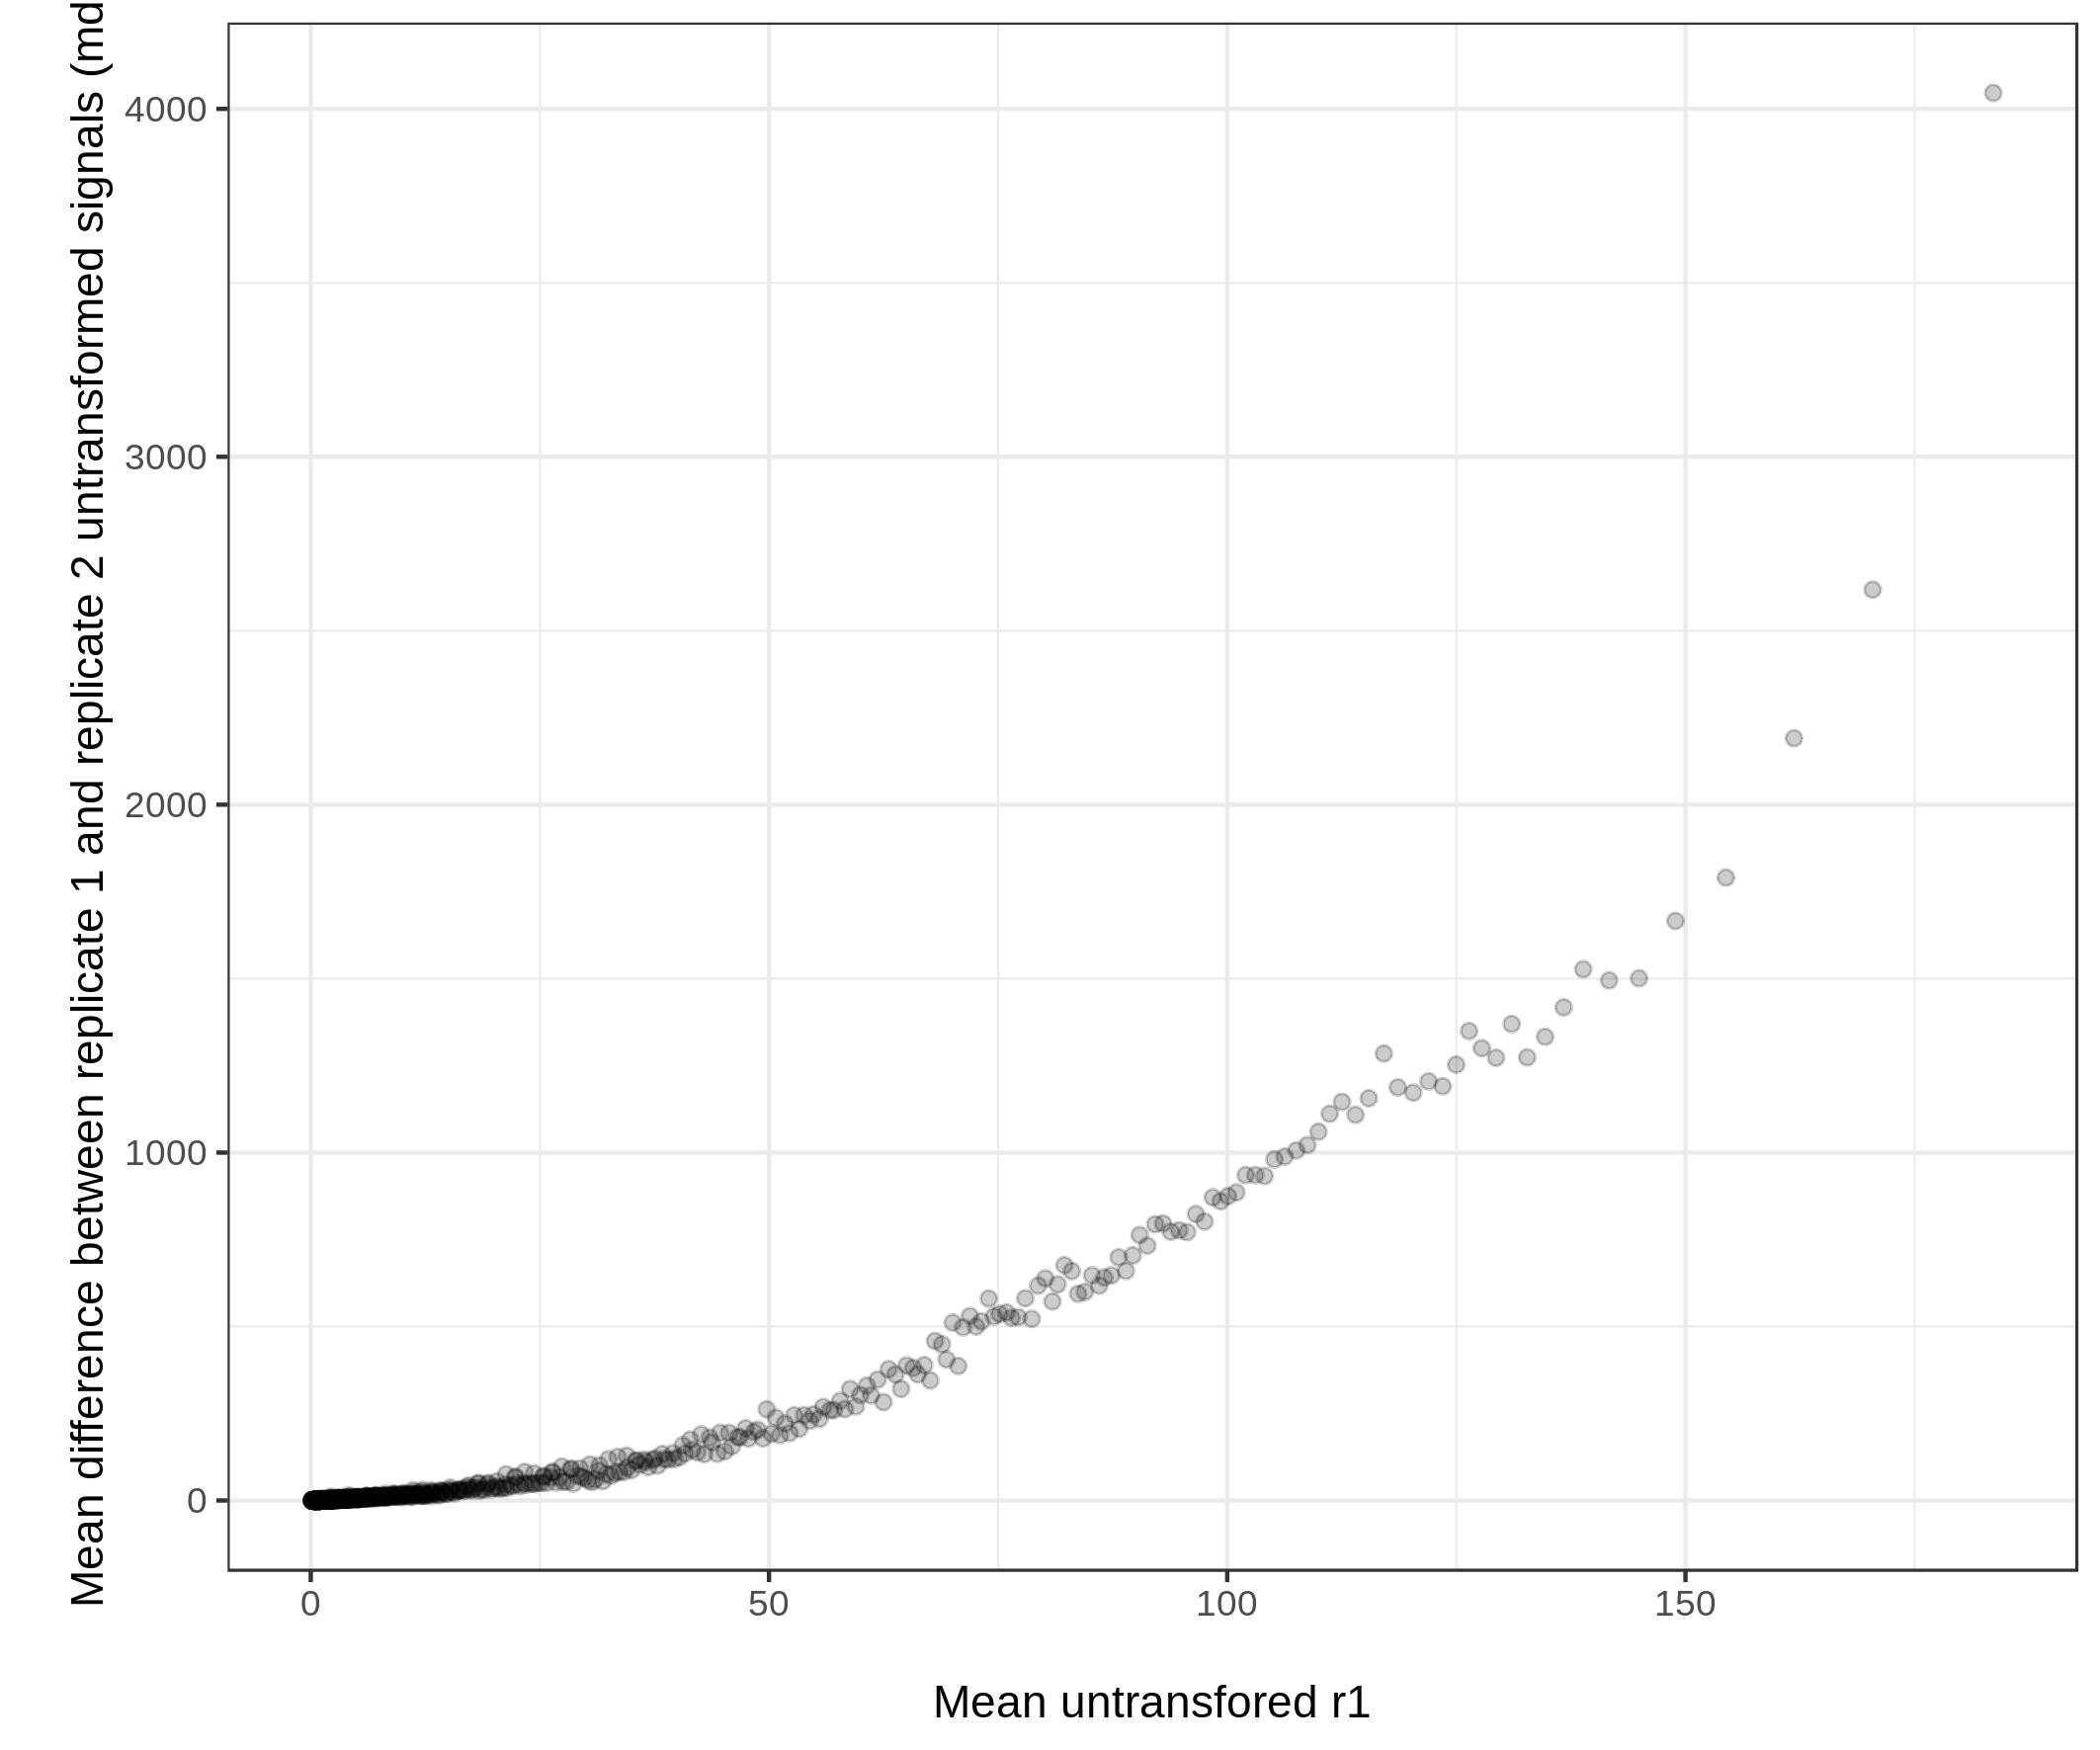 Mean difference between replicate 1 and replicate 2 untransformed signals (md
4000
3000
2000
1000
0
0 50 100 150
Mean untransfored r1